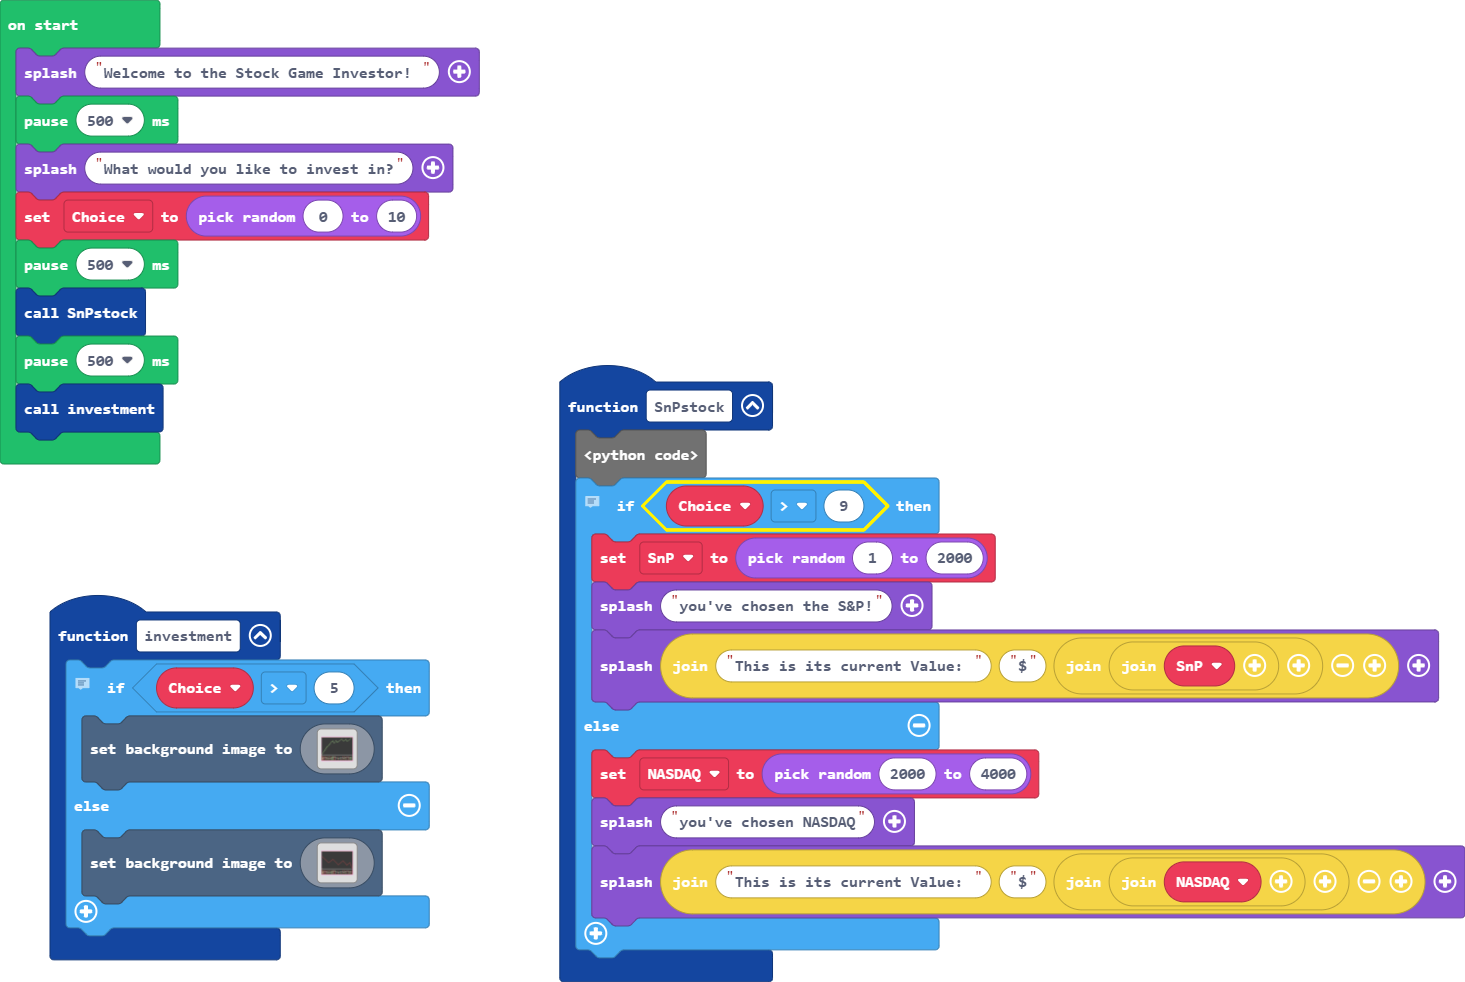 on start
splash "Welcome to the Stock Game Investor! "
pause 500 ms
splash "What would you like to invest in?"
set Choice to pick random 0 to 10
pause 500 ms
call SnPstock
pause 500 ms
call investment
function SnPstock
<python code>
if Choice > 9 then
set SnP to pick random 1 to 2000
splash "you've chosen the S&P!"
splash join "This is its current Value: " "$" join join SnP
else
set NASDAQ to pick random 2000 to 4000
splash "you've chosen NASDAQ"
splash join "This is its current Value: " "$" join join NASDAQ
function investment
if Choice > 5 then
set background image to
else
set background image to